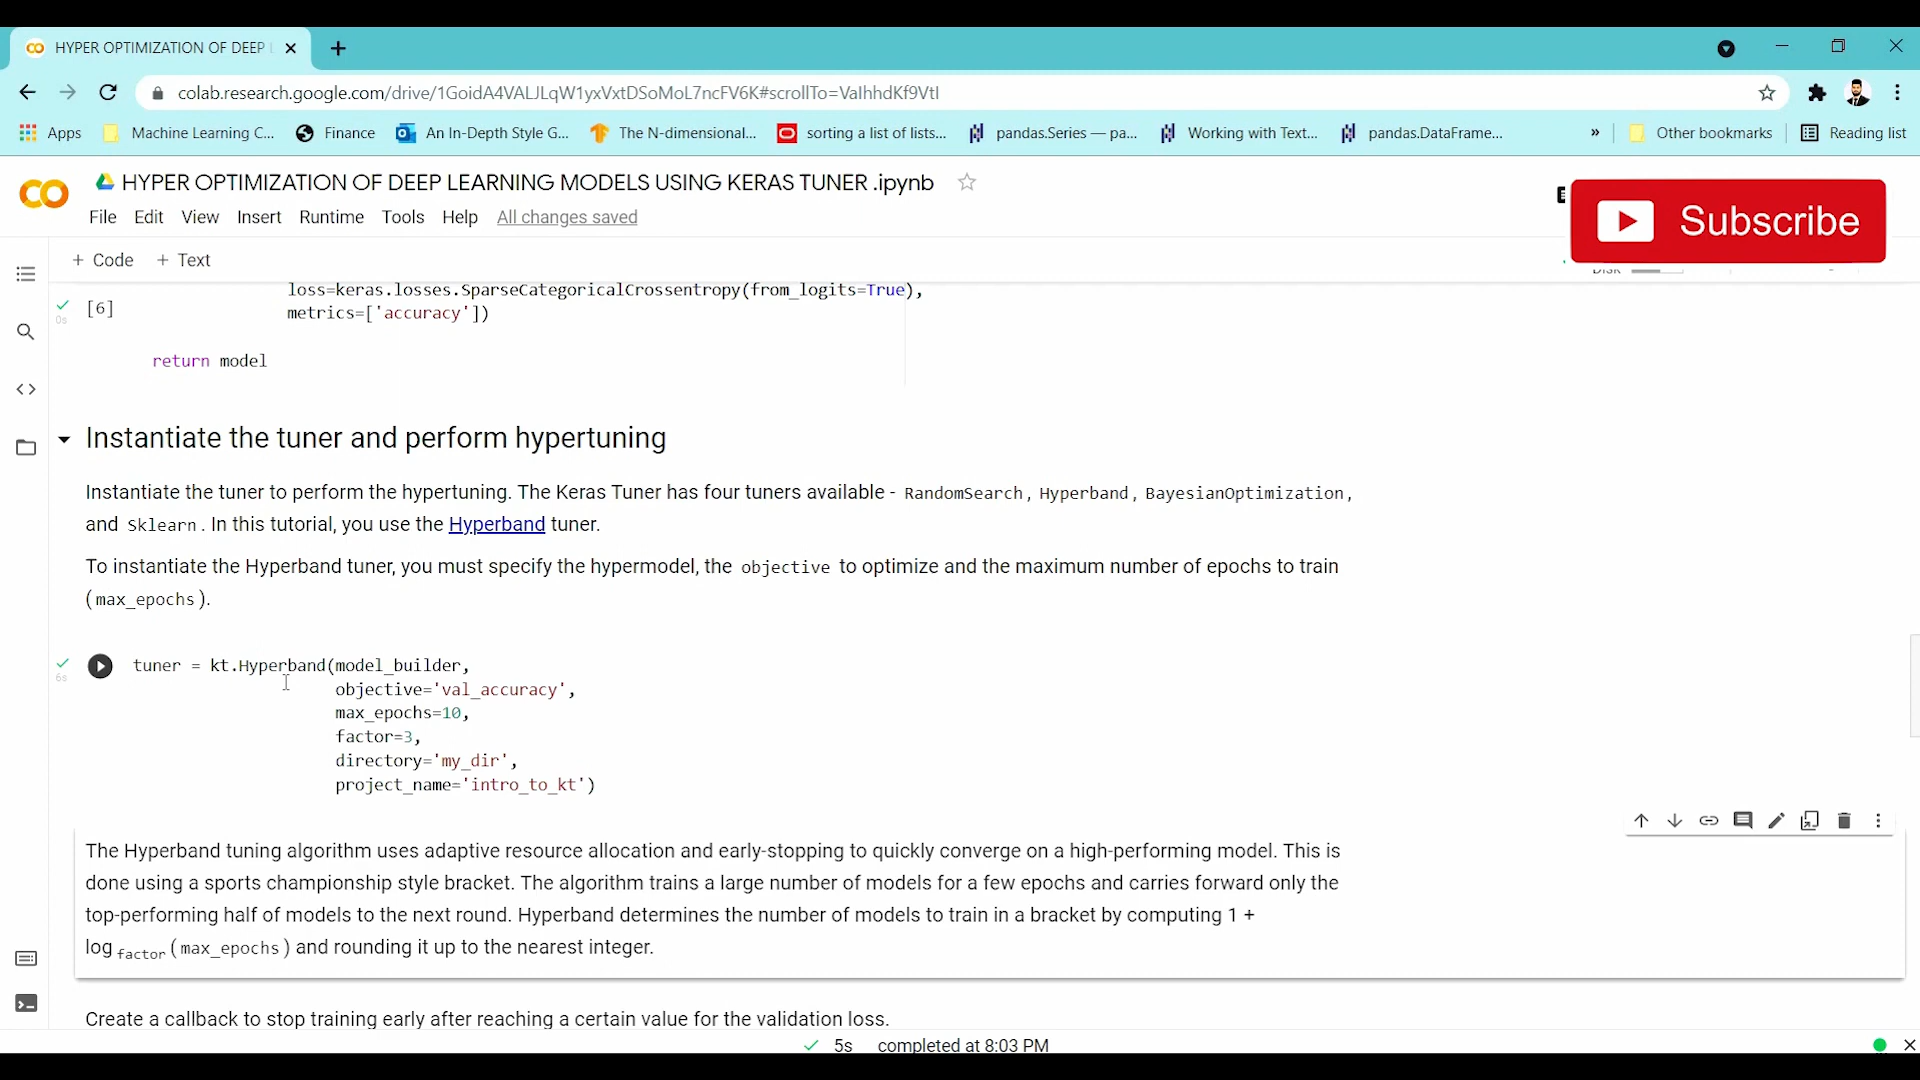 HYPER OPTIMIZATION OF DEEP
colab.research.google.com/drive/1GoidA4VALJLqW1yxVxtDSoMoL7ncFV6K#scrollTo=VaIhhdKf9VtI
Apps Machine Learning C... Finance An In-Depth Style G... The N-dimensional... sorting a list of lists... pandas.Series — pa... Working with Text... pandas.DataFrame... » Other bookmarks Reading list
HYPER OPTIMIZATION OF DEEP LEARNING MODELS USING KERAS TUNER .ipynb
File Edit View Insert Runtime Tools Help All changes saved
Subscribe
+ Code + Text
loss=keras.losses.SparseCategoricalCrossentropy(from_logits=True),
0s [6] metrics=['accuracy'])
return model
Instantiate the tuner and perform hypertuning
Instantiate the tuner to perform the hypertuning. The Keras Tuner has four tuners available - RandomSearch, Hyperband, BayesianOptimization,
and Sklearn. In this tutorial, you use the Hyperband tuner.
To instantiate the Hyperband tuner, you must specify the hypermodel, the objective to optimize and the maximum number of epochs to train
(max_epochs).
6s tuner = kt.Hyperband(model_builder,
objective='val_accuracy',
max_epochs=10,
factor=3,
directory='my_dir',
project_name='intro_to_kt')
The Hyperband tuning algorithm uses adaptive resource allocation and early-stopping to quickly converge on a high-performing model. This is
done using a sports championship style bracket. The algorithm trains a large number of models for a few epochs and carries forward only the
top-performing half of models to the next round. Hyperband determines the number of models to train in a bracket by computing 1 +
log factor (max_epochs) and rounding it up to the nearest integer.
Create a callback to stop training early after reaching a certain value for the validation loss.
5s completed at 8:03 PM